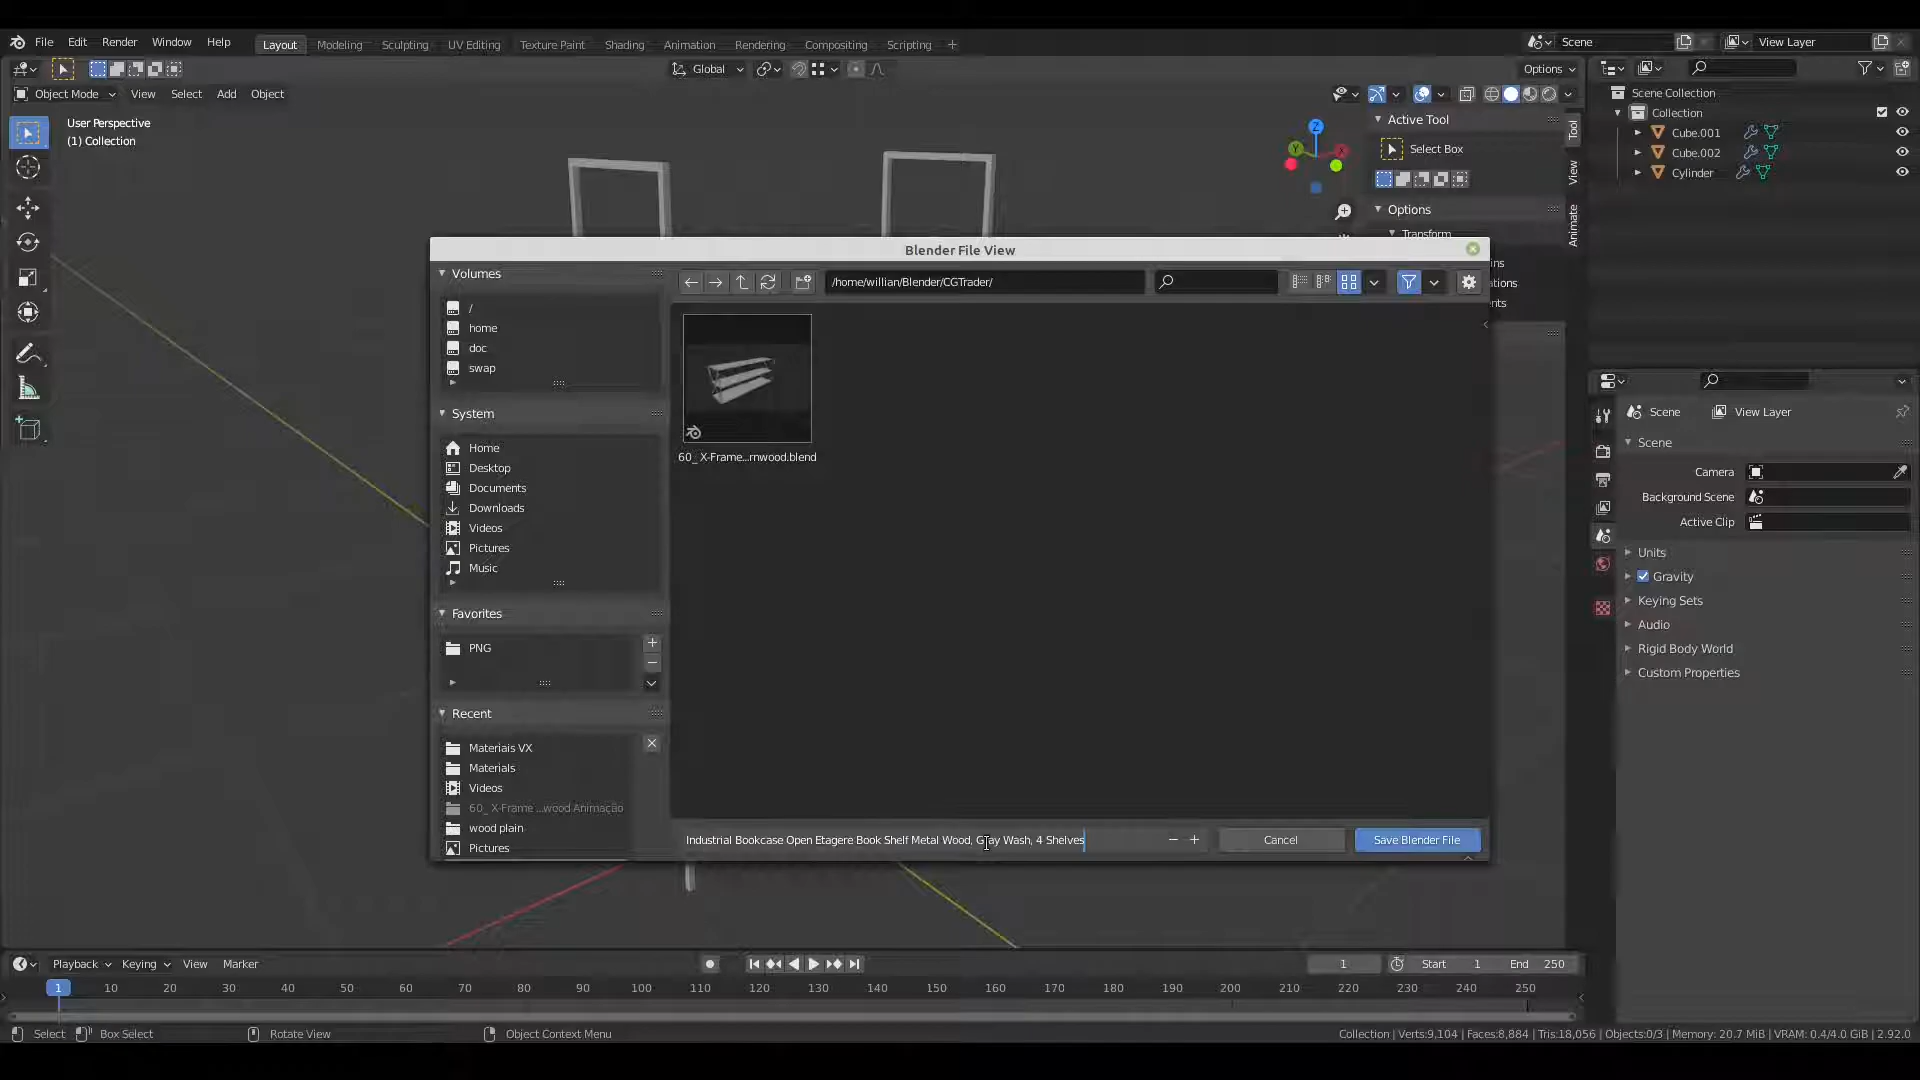 File Edit Render Window Help Layout Modeling Sculpting UV Editing Texture Paint Shading Animation Rendering Compositing Scripting + Scene View Layer
Global Options
Object Mode View Select Add Object
User Perspective
(1) Collection
Z
Y
X
Active Tool
Select Box
Options
Transform
ins
ations
ents
Tool
View
Animate
Scene Collection
Collection
Cube.001
Cube.002
Cylinder
Blender File View
Volumes
/
home
doc
swap
System
Home
Desktop
Documents
Downloads
Videos
Pictures
Music
Favorites
PNG
Recent
Materiais VX
Materials
Videos
60_ X-Frame ...wood Animação
wood plain
Pictures
/home/willian/Blender/CGTrader/
60_ X-Frame...rnwood.blend
Industrial Bookcase Open Etagere Book Shelf Metal Wood, Gray Wash, 4 Shelves
Cancel
Save Blender File
Scene View Layer
Scene
Camera
Background Scene
Active Clip
Units
Gravity
Keying Sets
Audio
Rigid Body World
Custom Properties
Playback Keying View Marker 1 Start 1 End 250
1 10 20 30 40 50 60 70 80 90 100 110 120 130 140 150 160 170 180 190 200 210 220 230 240 250
Select Box Select Rotate View Object Context Menu Collection | Verts:9,104 | Faces:8,884 | Tris:18,056 | Objects:0/3 | Memory: 20.7 MiB | VRAM: 0.4/4.0 GiB | 2.92.0